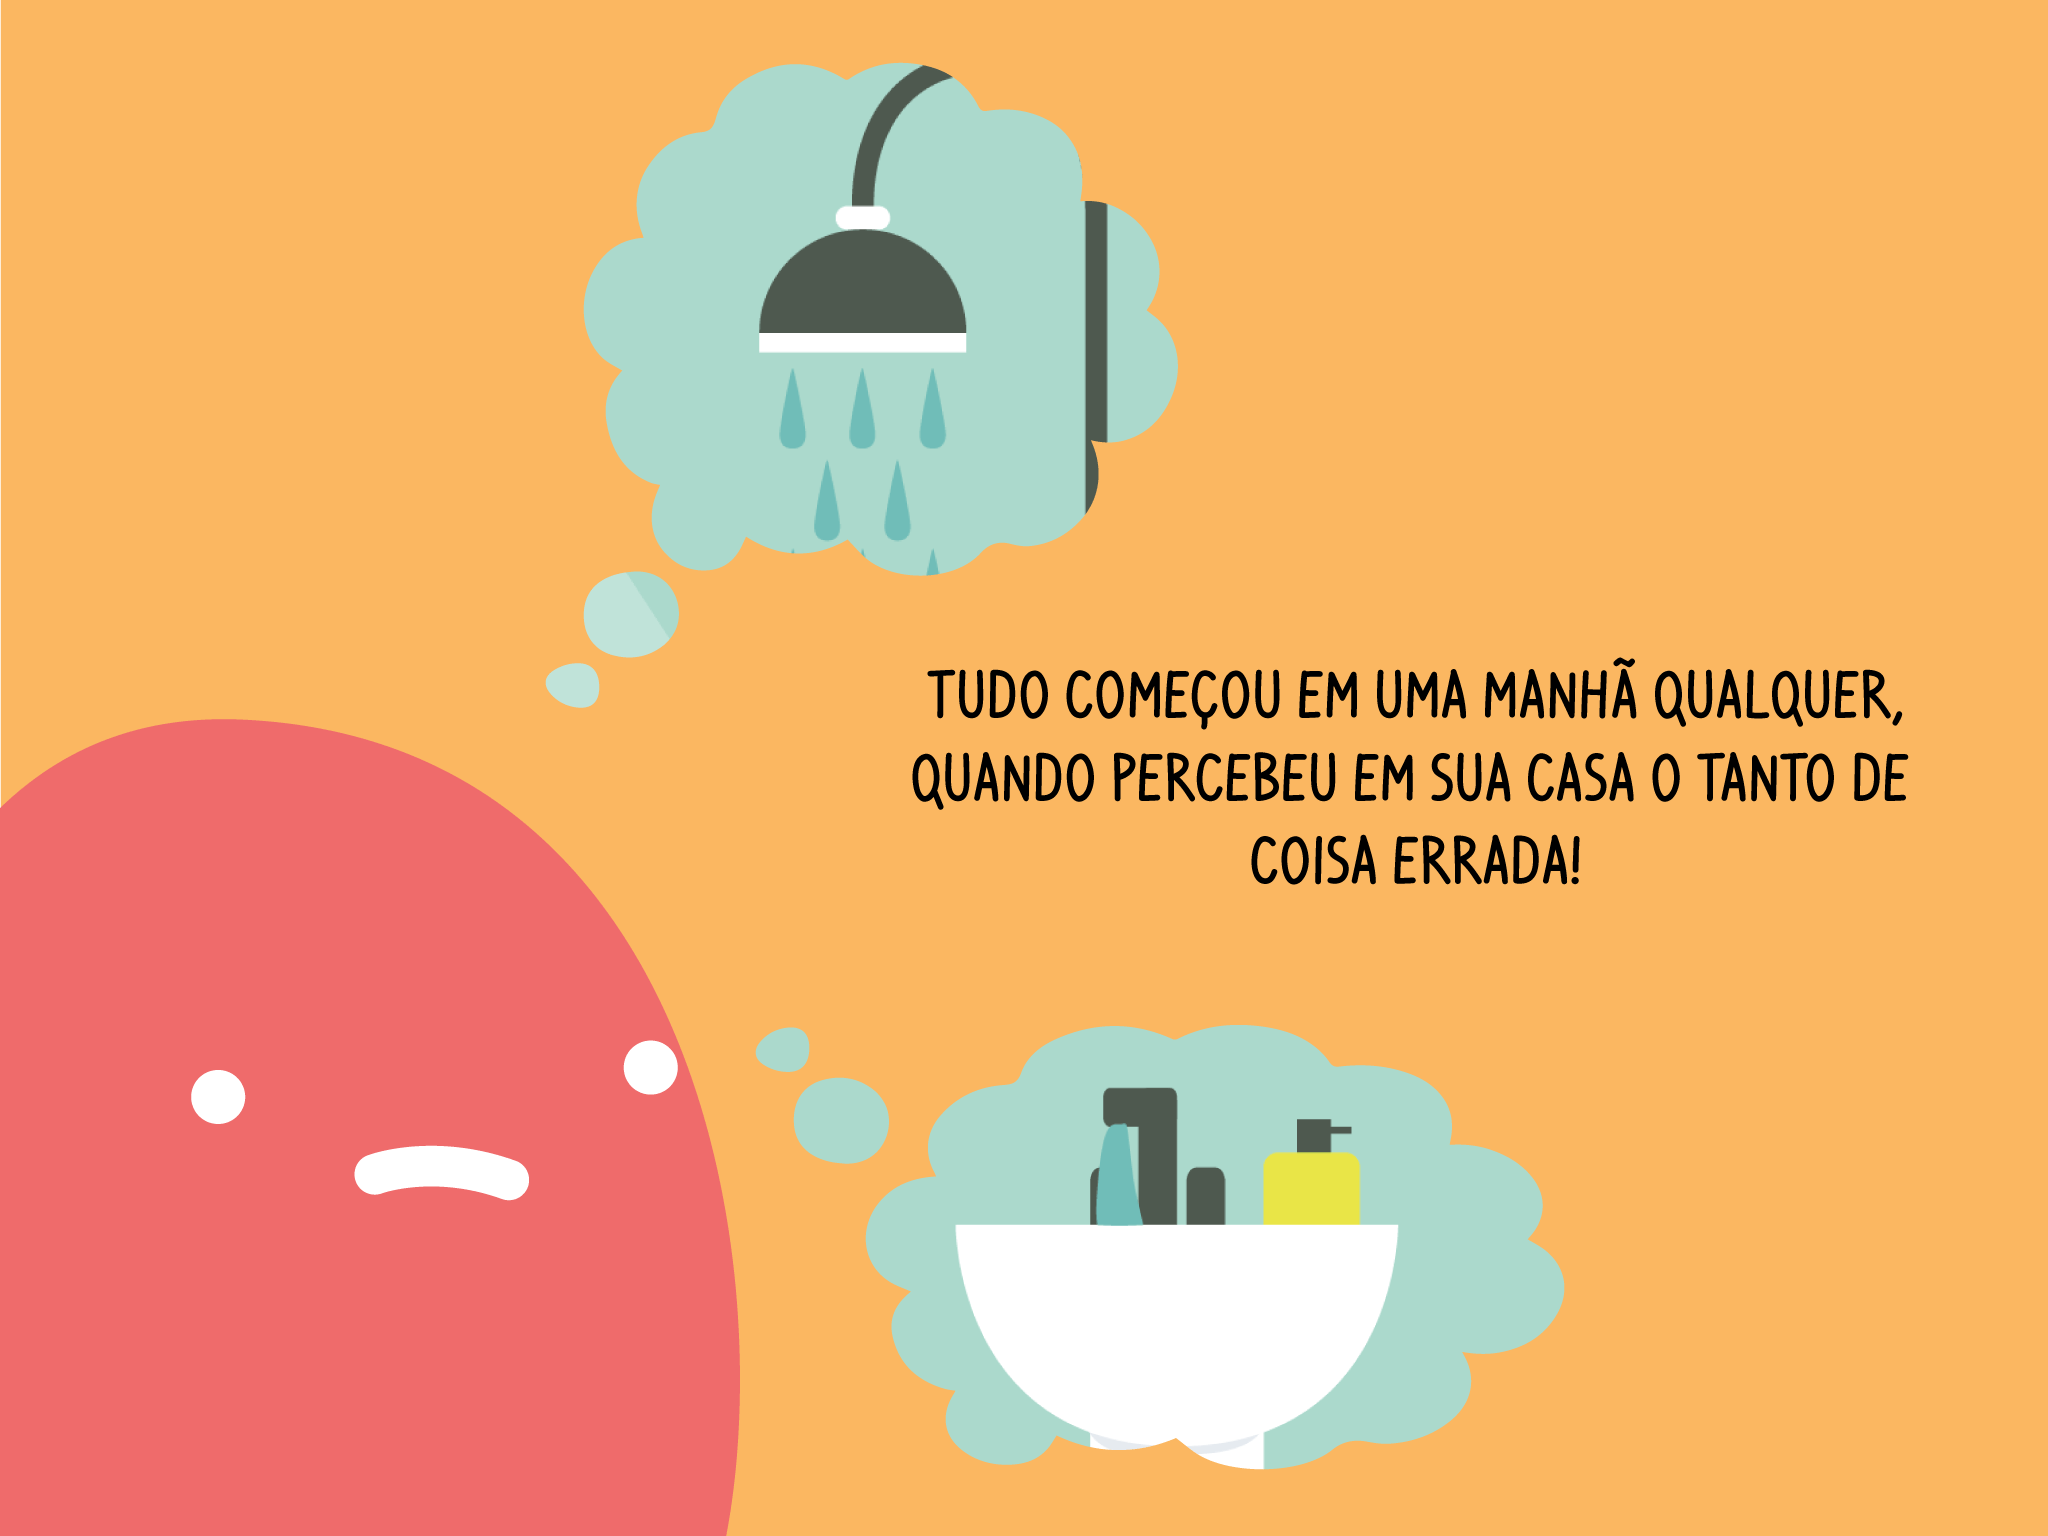 TUDO COMEÇOU EM UMA MANHÃ QUALQUER,
QUANDO PERCEBEU EM SUA CASA O TANTO DE
COISA ERRADA!